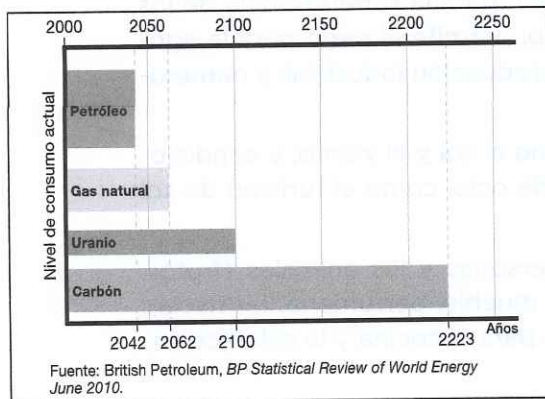 2000 2050 2100 2150 2200 2250
Nivel de consumo actual
Petróleo
Gas natural
Uranio
Carbón
Años
2042 2062 2100 2223
Fuente: British Petroleum, BP Statistical Review of World Energy
June 2010.